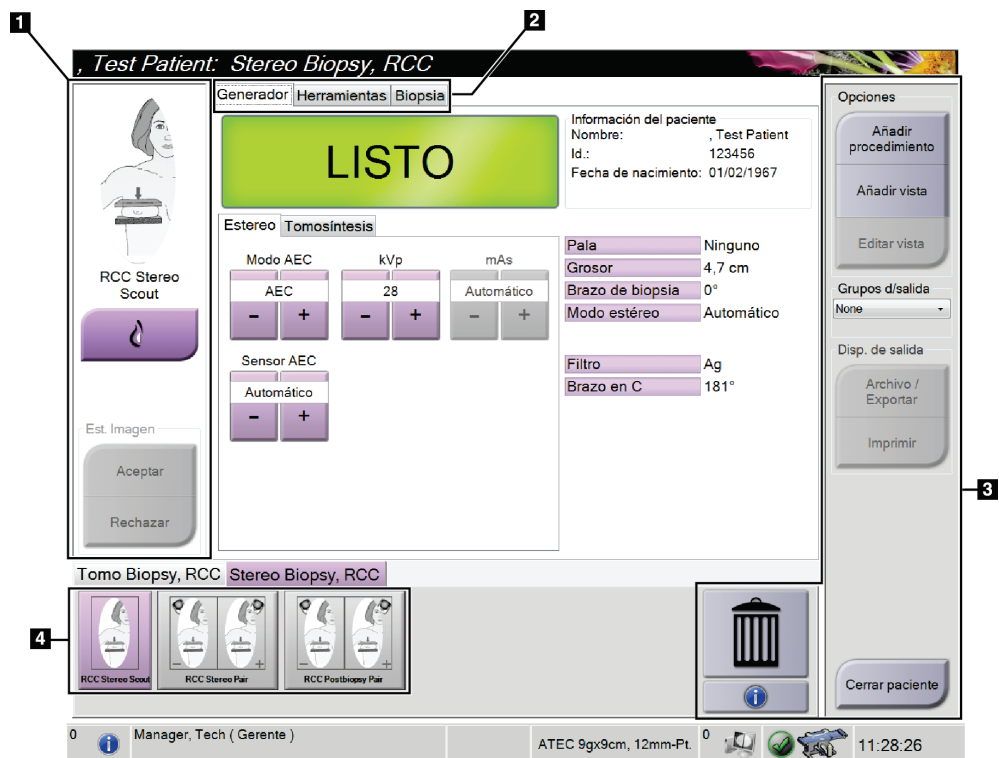 1
2
, Test Patient: Stereo Biopsy, RCC
Generador Herramientas Biopsia
LISTO
Información del paciente
Nombre: , Test Patient
Id.: 123456
Fecha de nacimiento: 01/02/1967
RCC Stereo
Scout
Est. Imagen
Aceptar
Rechazar
Estereo Tomosíntesis
Modo AEC kVp mAs
AEC 28 Automático
- + - + - +
Sensor AEC
Automático
- +
Pala Ninguno
Grosor 4,7 cm
Brazo de biopsia 0°
Modo estéreo Automático
Filtro Ag
Brazo en C 181°
Opciones
Añadir
procedimiento
Añadir vista
Editar vista
Grupos d/salida
None
Disp. de salida
Archivo /
Exportar
Imprimir
3
Cerrar paciente
Tomo Biopsy, RCC Stereo Biopsy, RCC
4
- + - +
RCC Stereo Scout RCC Stereo Pair RCC Postbiopsy Pair
i
0 i Manager, Tech ( Gerente ) ATEC 9gx9cm, 12mm-Pt. 0 11:28:26